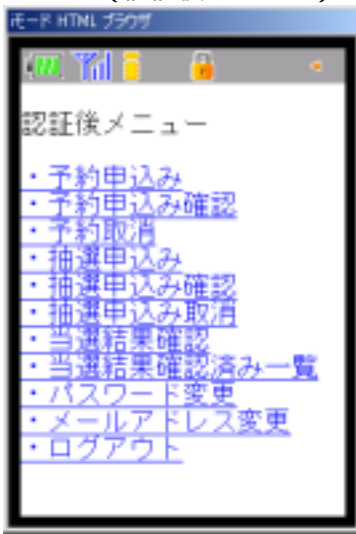 iモード HTML ブラウザ
認証後メニュー
・予約申込み
・予約申込み確認
・予約取消
・抽選申込み
・抽選申込み確認
・抽選申込み取消
・当選結果確認
・当選結果確認済み一覧
・パスワード変更
・メールアドレス変更
・ログアウト